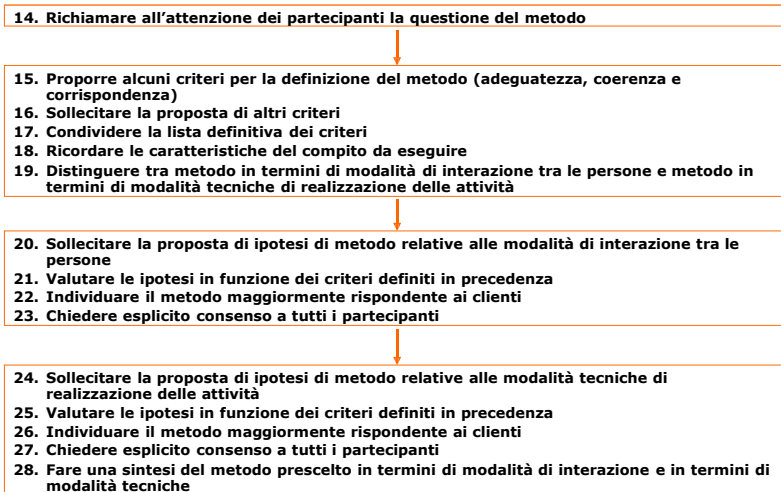 14. Richiamare all'attenzione dei partecipanti la questione del metodo
15. Proporre alcuni criteri per la definizione del metodo (adeguatezza, coerenza e
corrispondenza)
16. Sollecitare la proposta di altri criteri
17. Condividere la lista definitiva dei criteri
18. Ricordare le caratteristiche del compito da eseguire
19. Distinguere tra metodo in termini di modalità di interazione tra le persone e metodo in
termini di modalità tecniche di realizzazione delle attività
20. Sollecitare la proposta di ipotesi di metodo relative alle modalità di interazione tra le
persone
21. Valutare le ipotesi in funzione dei criteri definiti in precedenza
22. Individuare il metodo maggiormente rispondente ai clienti
23. Chiedere esplicito consenso a tutti i partecipanti
24. Sollecitare la proposta di ipotesi di metodo relative alle modalità tecniche di
realizzazione delle attività
25. Valutare le ipotesi in funzione dei criteri definiti in precedenza
26. Individuare il metodo maggiormente rispondente ai clienti
27. Chiedere esplicito consenso a tutti i partecipanti
28. Fare una sintesi del metodo prescelto in termini di modalità di interazione e in termini di
modalità tecniche